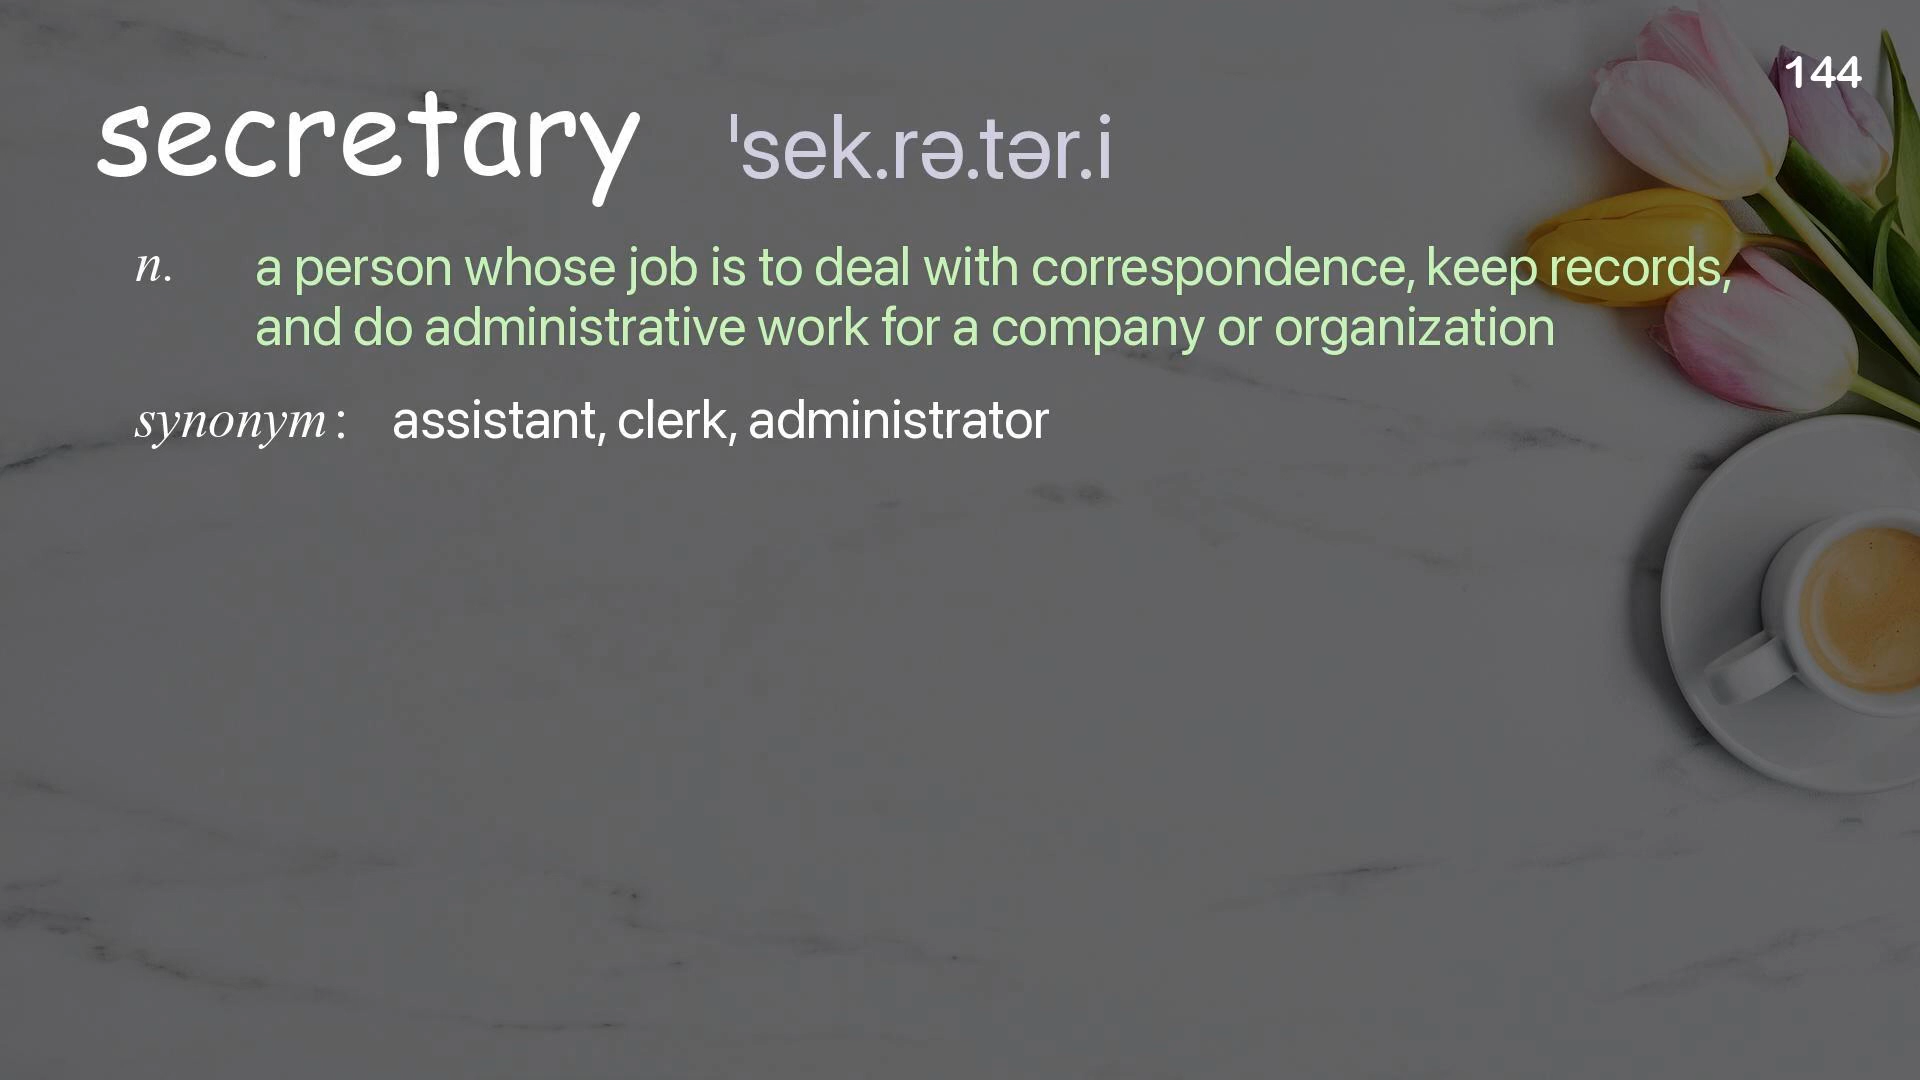 144
secretary ˈsek.rə.tər.i
n. a person whose job is to deal with correspondence, keep records,
and do administrative work for a company or organization
synonym: assistant, clerk, administrator